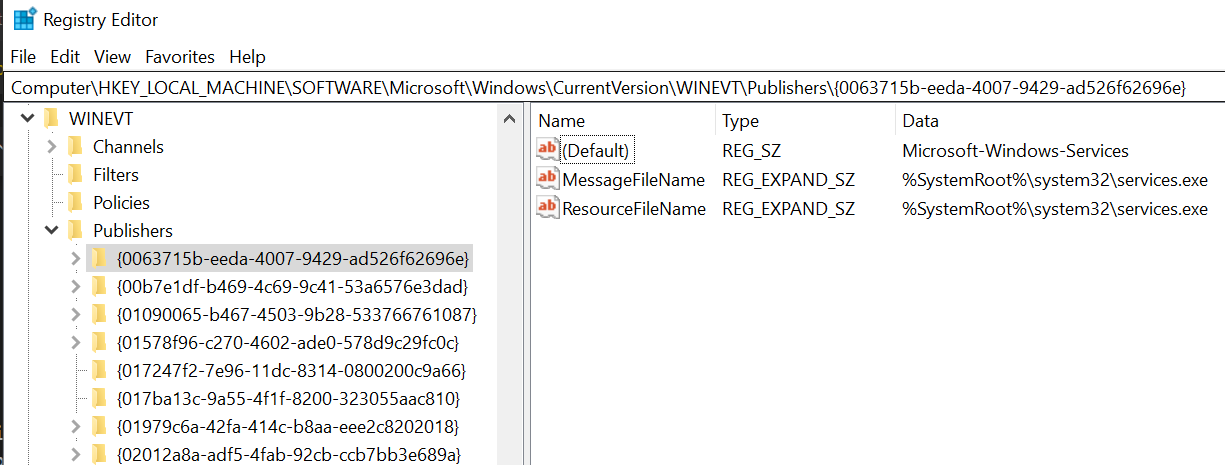 Registry Editor
File Edit View Favorites Help
Computer\HKEY_LOCAL_MACHINE\SOFTWARE\Microsoft\Windows\CurrentVersion\WINEVT\Publishers\{0063715b-eeda-4007-9429-ad526f62696e}
WINEVT
Channels
Filters
Policies
Publishers
{0063715b-eeda-4007-9429-ad526f62696e}
{00b7e1df-b469-4c69-9c41-53a6576e3dad}
{01090065-b467-4503-9b28-533766761087}
{01578f96-c270-4602-ade0-578d9c29fc0c}
{017247f2-7e96-11dc-8314-0800200c9a66}
{017ba13c-9a55-4f1f-8200-323055aac810}
{01979c6a-42fa-414c-b8aa-eee2c8202018}
{02012a8a-adf5-4fab-92cb-ccb7bb3e689a}
Name Type Data
ab (Default) REG_SZ Microsoft-Windows-Services
ab MessageFileName REG_EXPAND_SZ %SystemRoot%\system32\services.exe
ab ResourceFileName REG_EXPAND_SZ %SystemRoot%\system32\services.exe